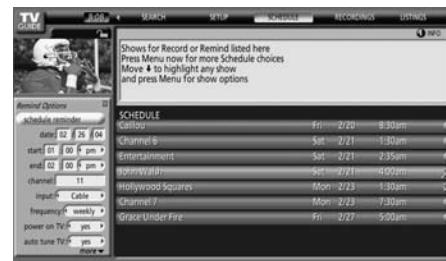 TV GUIDE
SEARCH SETUP SCHEDULE RECORDINGS LISTINGS
INFO
Shows for Record or Remind listed here
Press Menu now for more Schedule choices
Move to highlight any show
and press Menu for show options
Remind Options
schedule reminder
date: 02 / 26 / 04
start: 01 : 00 pm
end: 02 : 00 pm
channel: 11
input: Cable
frequency: weekly
power on TV: yes
auto tune TV: yes
more
SCHEDULE
Caillou Fri 2/20 8:30am
Channel 6 Sat 2/21 1:30am
Entertainment Sat 2/21 2:35am
John Walsh Sat 2/21 4:00am
Hollywood Squares Mon 2/23 1:30am
Channel 7 Mon 2/23 7:30am
Grace Under Fire Fri 2/27 5:00am